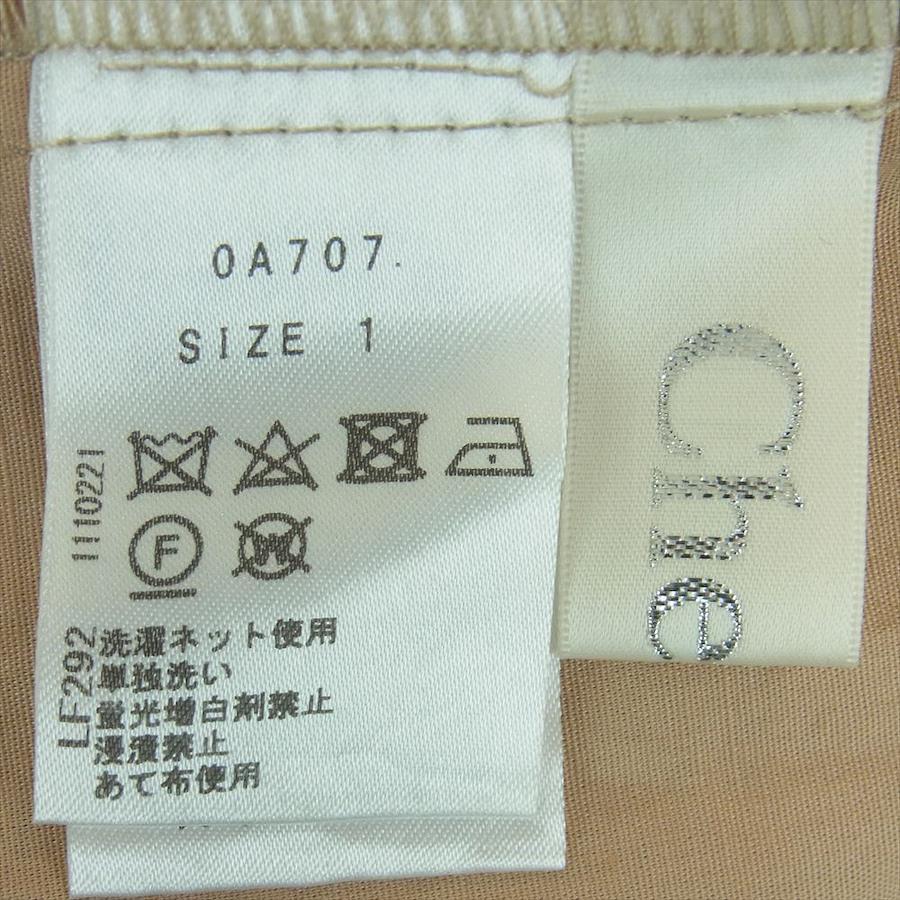 0A707.
SIZE 1
F
W
洗濯ネット使用
単独洗い
蛍光増白剤禁止
浸漬禁止
あて布使用
1110221
LF292
Che